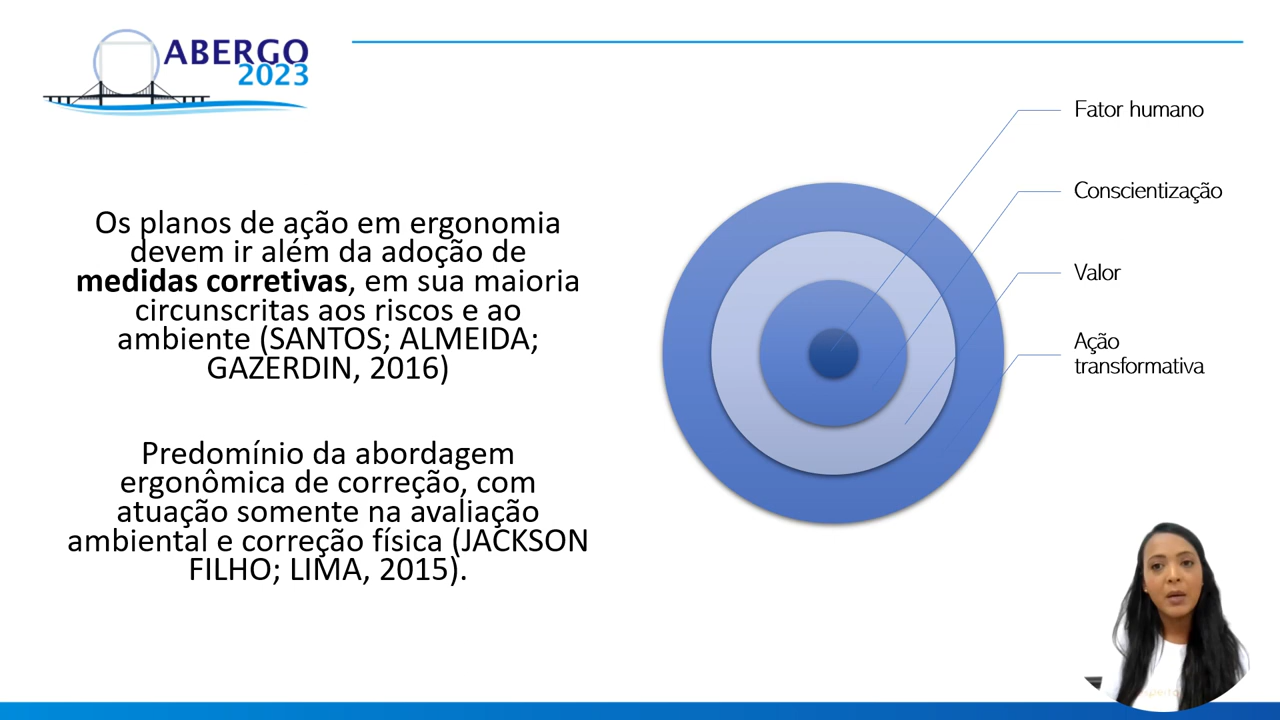 ABERGO
2023
Os planos de ação em ergonomia
devem ir além da adoção de
medidas corretivas, em sua maioria
circunscritas aos riscos e ao
ambiente (SANTOS; ALMEIDA;
GAZERDIN, 2016)
Predomínio da abordagem
ergonômica de correção, com
atuação somente na avaliação
ambiental e correção física (JACKSON
FILHO; LIMA, 2015).
Fator humano
Conscientização
Valor
Ação
transformativa